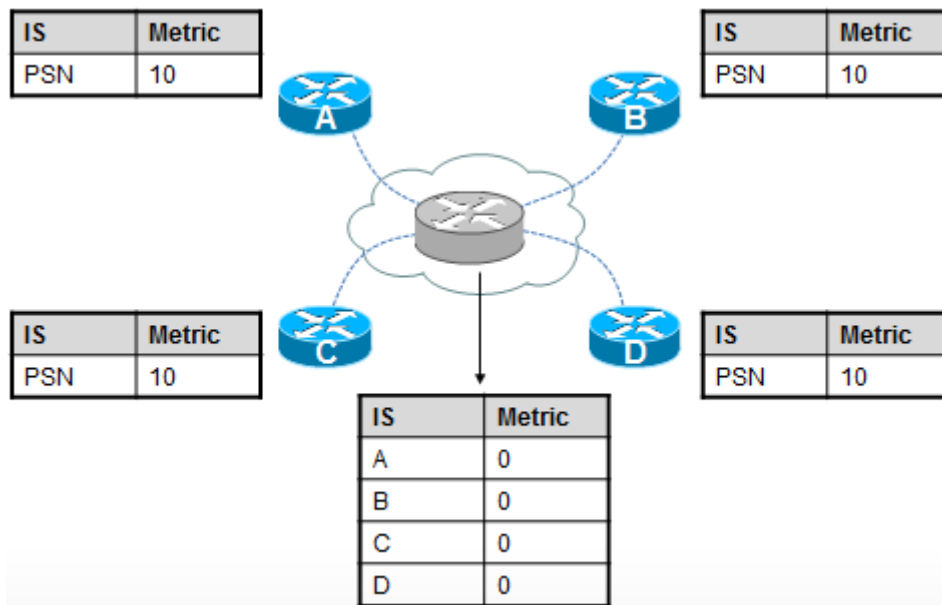 IS Metric
PSN 10
IS Metric
PSN 10
A
B
IS Metric
PSN 10
C
D
IS Metric
PSN 10
IS Metric
A 0
B 0
C 0
D 0